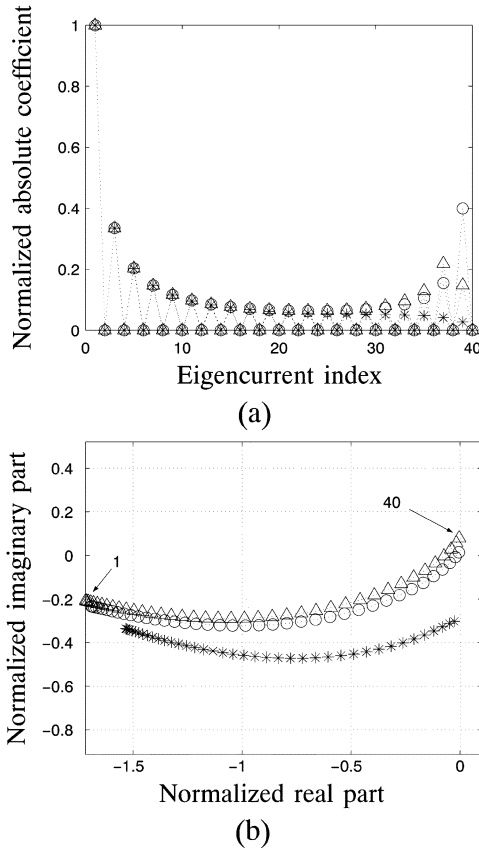 1
0.8
0.6
0.4
0.2
0
0 10 20 30 40
Normalized absolute coefficient
Eigencurrent index
(a)
0.4
0.2
0
−0.2
−0.4
−0.6
−0.8
40
1
−1.5 −1 −0.5 0
Normalized imaginary part
Normalized real part
(b)